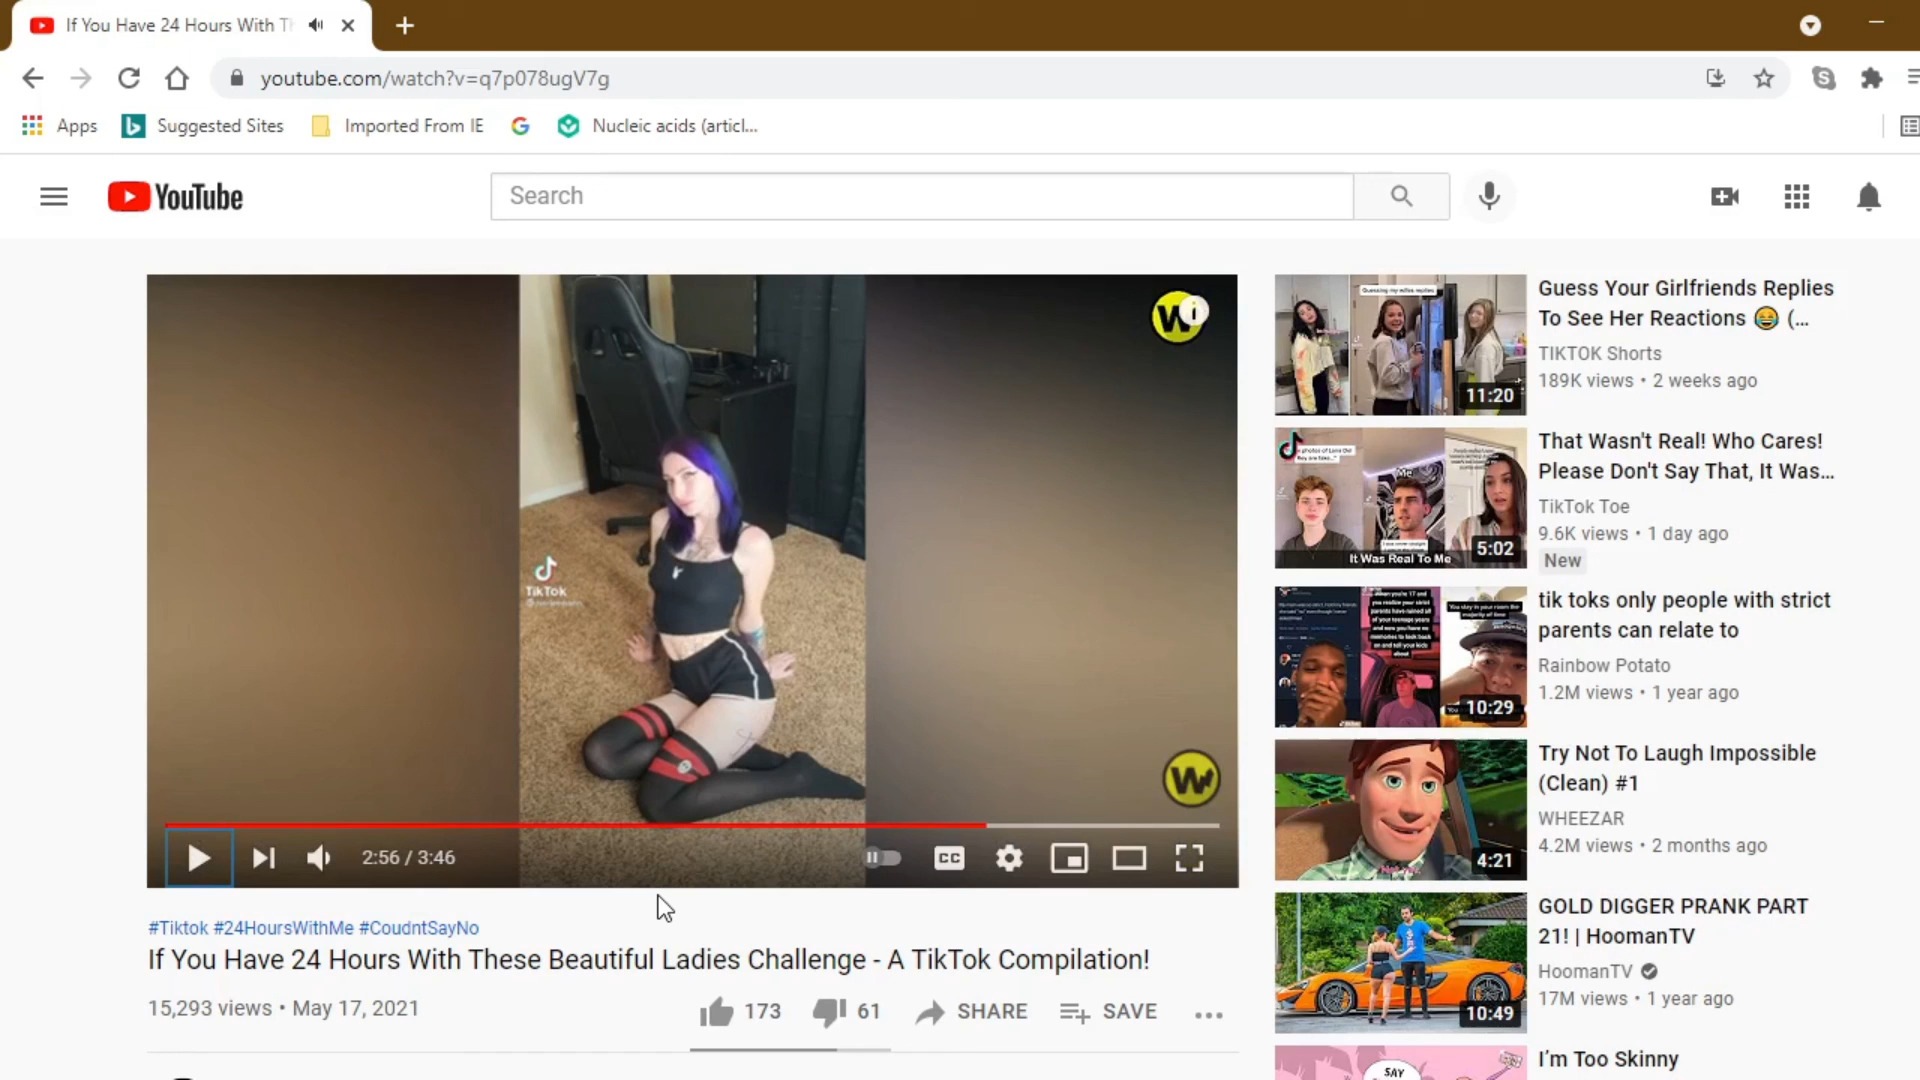 If You Have 24 Hours With Th
youtube.com/watch?v=q7p078ugV7g
Apps
Suggested Sites
Imported From IE
Nucleic acids (articl...
YouTube
Search
TikTok
W
W
2:56 / 3:46
CC
#Tiktok #24HoursWithMe #CoudntSayNo
If You Have 24 Hours With These Beautiful Ladies Challenge - A TikTok Compilation!
15,293 views • May 17, 2021
173
61
SHARE
SAVE
Guessing my wifes replies
11:20
Guess Your Girlfriends Replies
To See Her Reactions 😂 (...
TIKTOK Shorts
189K views • 2 weeks ago
Me
It Was Real To Me
5:02
That Wasn't Real! Who Cares!
Please Don't Say That, It Was...
TikTok Toe
9.6K views • 1 day ago
New
10:29
tik toks only people with strict
parents can relate to
Rainbow Potato
1.2M views • 1 year ago
4:21
Try Not To Laugh Impossible
(Clean) #1
WHEEZAR
4.2M views • 2 months ago
10:49
GOLD DIGGER PRANK PART
21! | HoomanTV
HoomanTV
17M views • 1 year ago
SAY
I'm Too Skinny